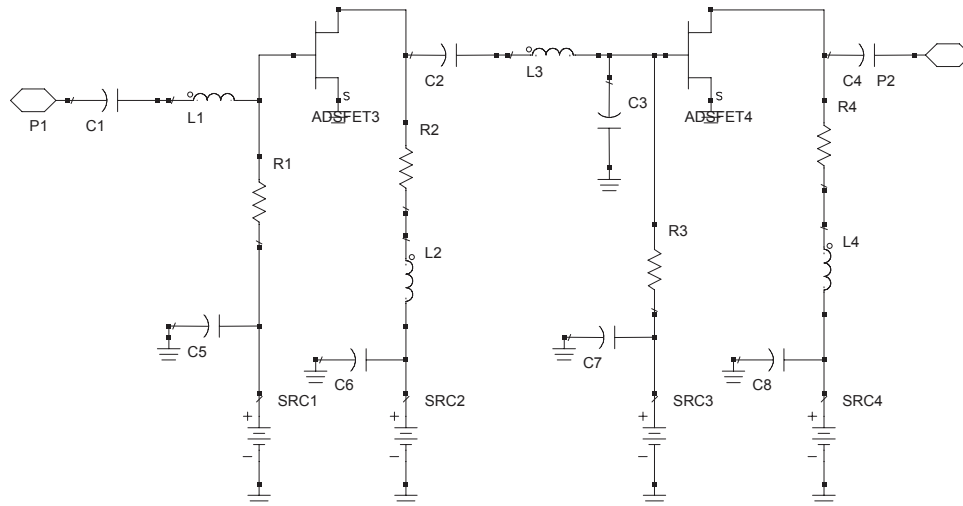 S
S
L3
C2
C3
C4
P2
P1
C1
L1
ADSFET3
ADSFET4
R2
R4
R1
R3
L2
L4
C5
C6
C7
C8
SRC1
SRC2
SRC3
SRC4
+
+
+
+
−
−
−
−